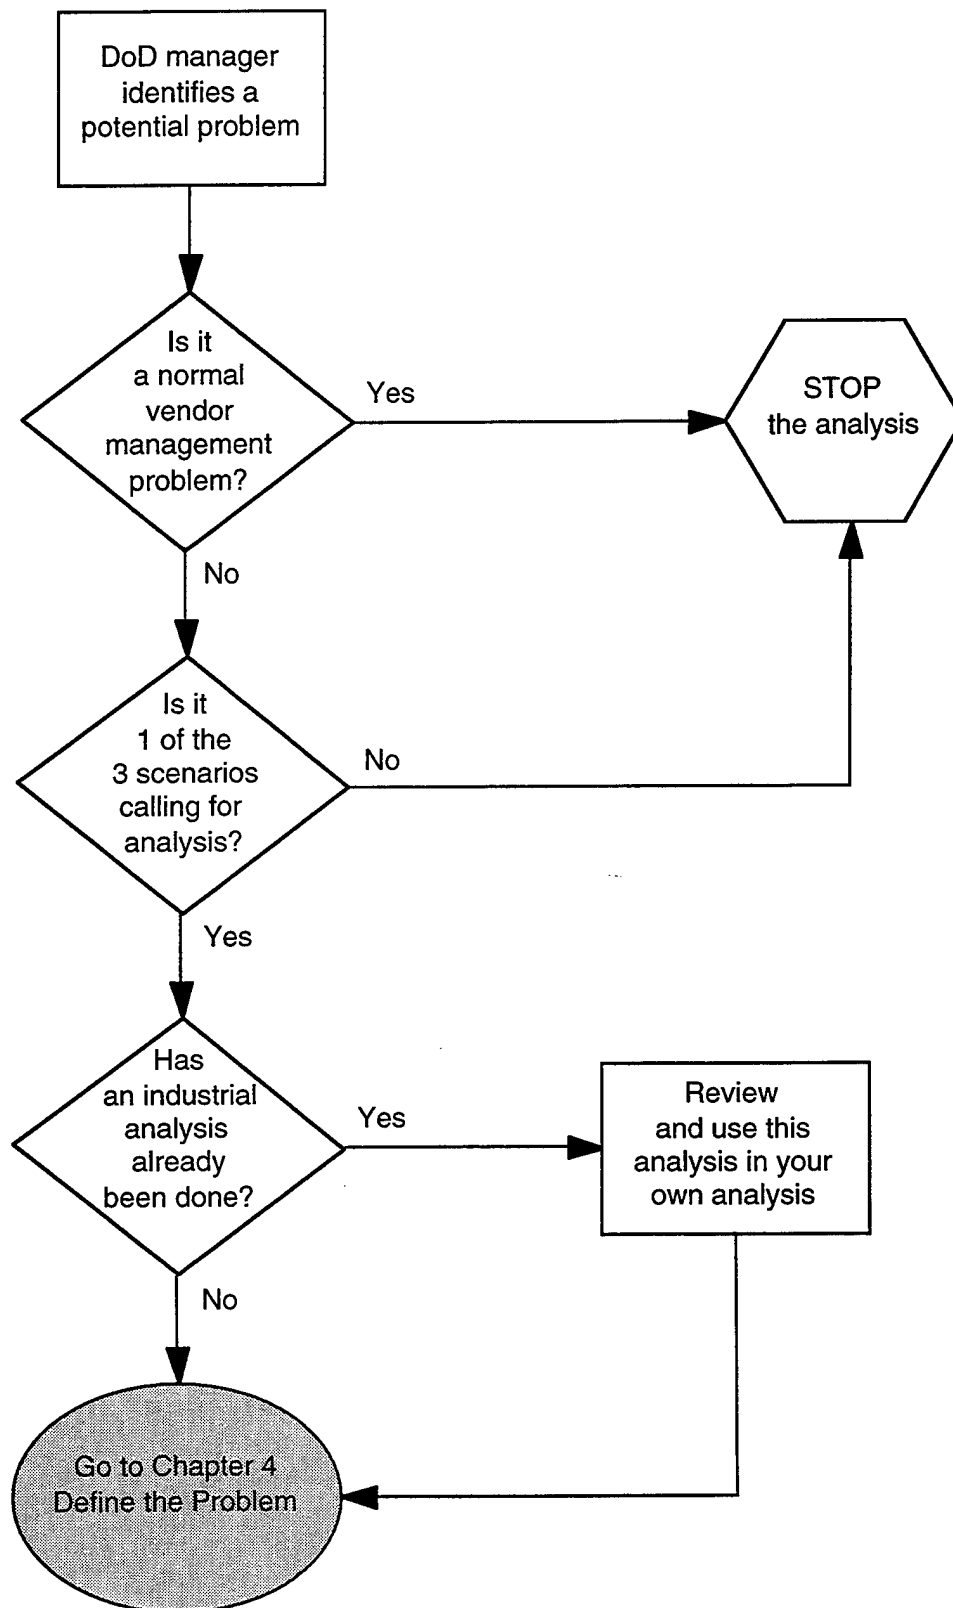 DoD manager
identifies a
potential problem
Is it
a normal
vendor
management
problem?
Yes
STOP
the analysis
No
Is it
1 of the
3 scenarios
calling for
analysis?
No
Yes
Has
an industrial
analysis
already
been done?
Yes
Review
and use this
analysis in your
own analysis
No
Go to Chapter 4
Define the Problem